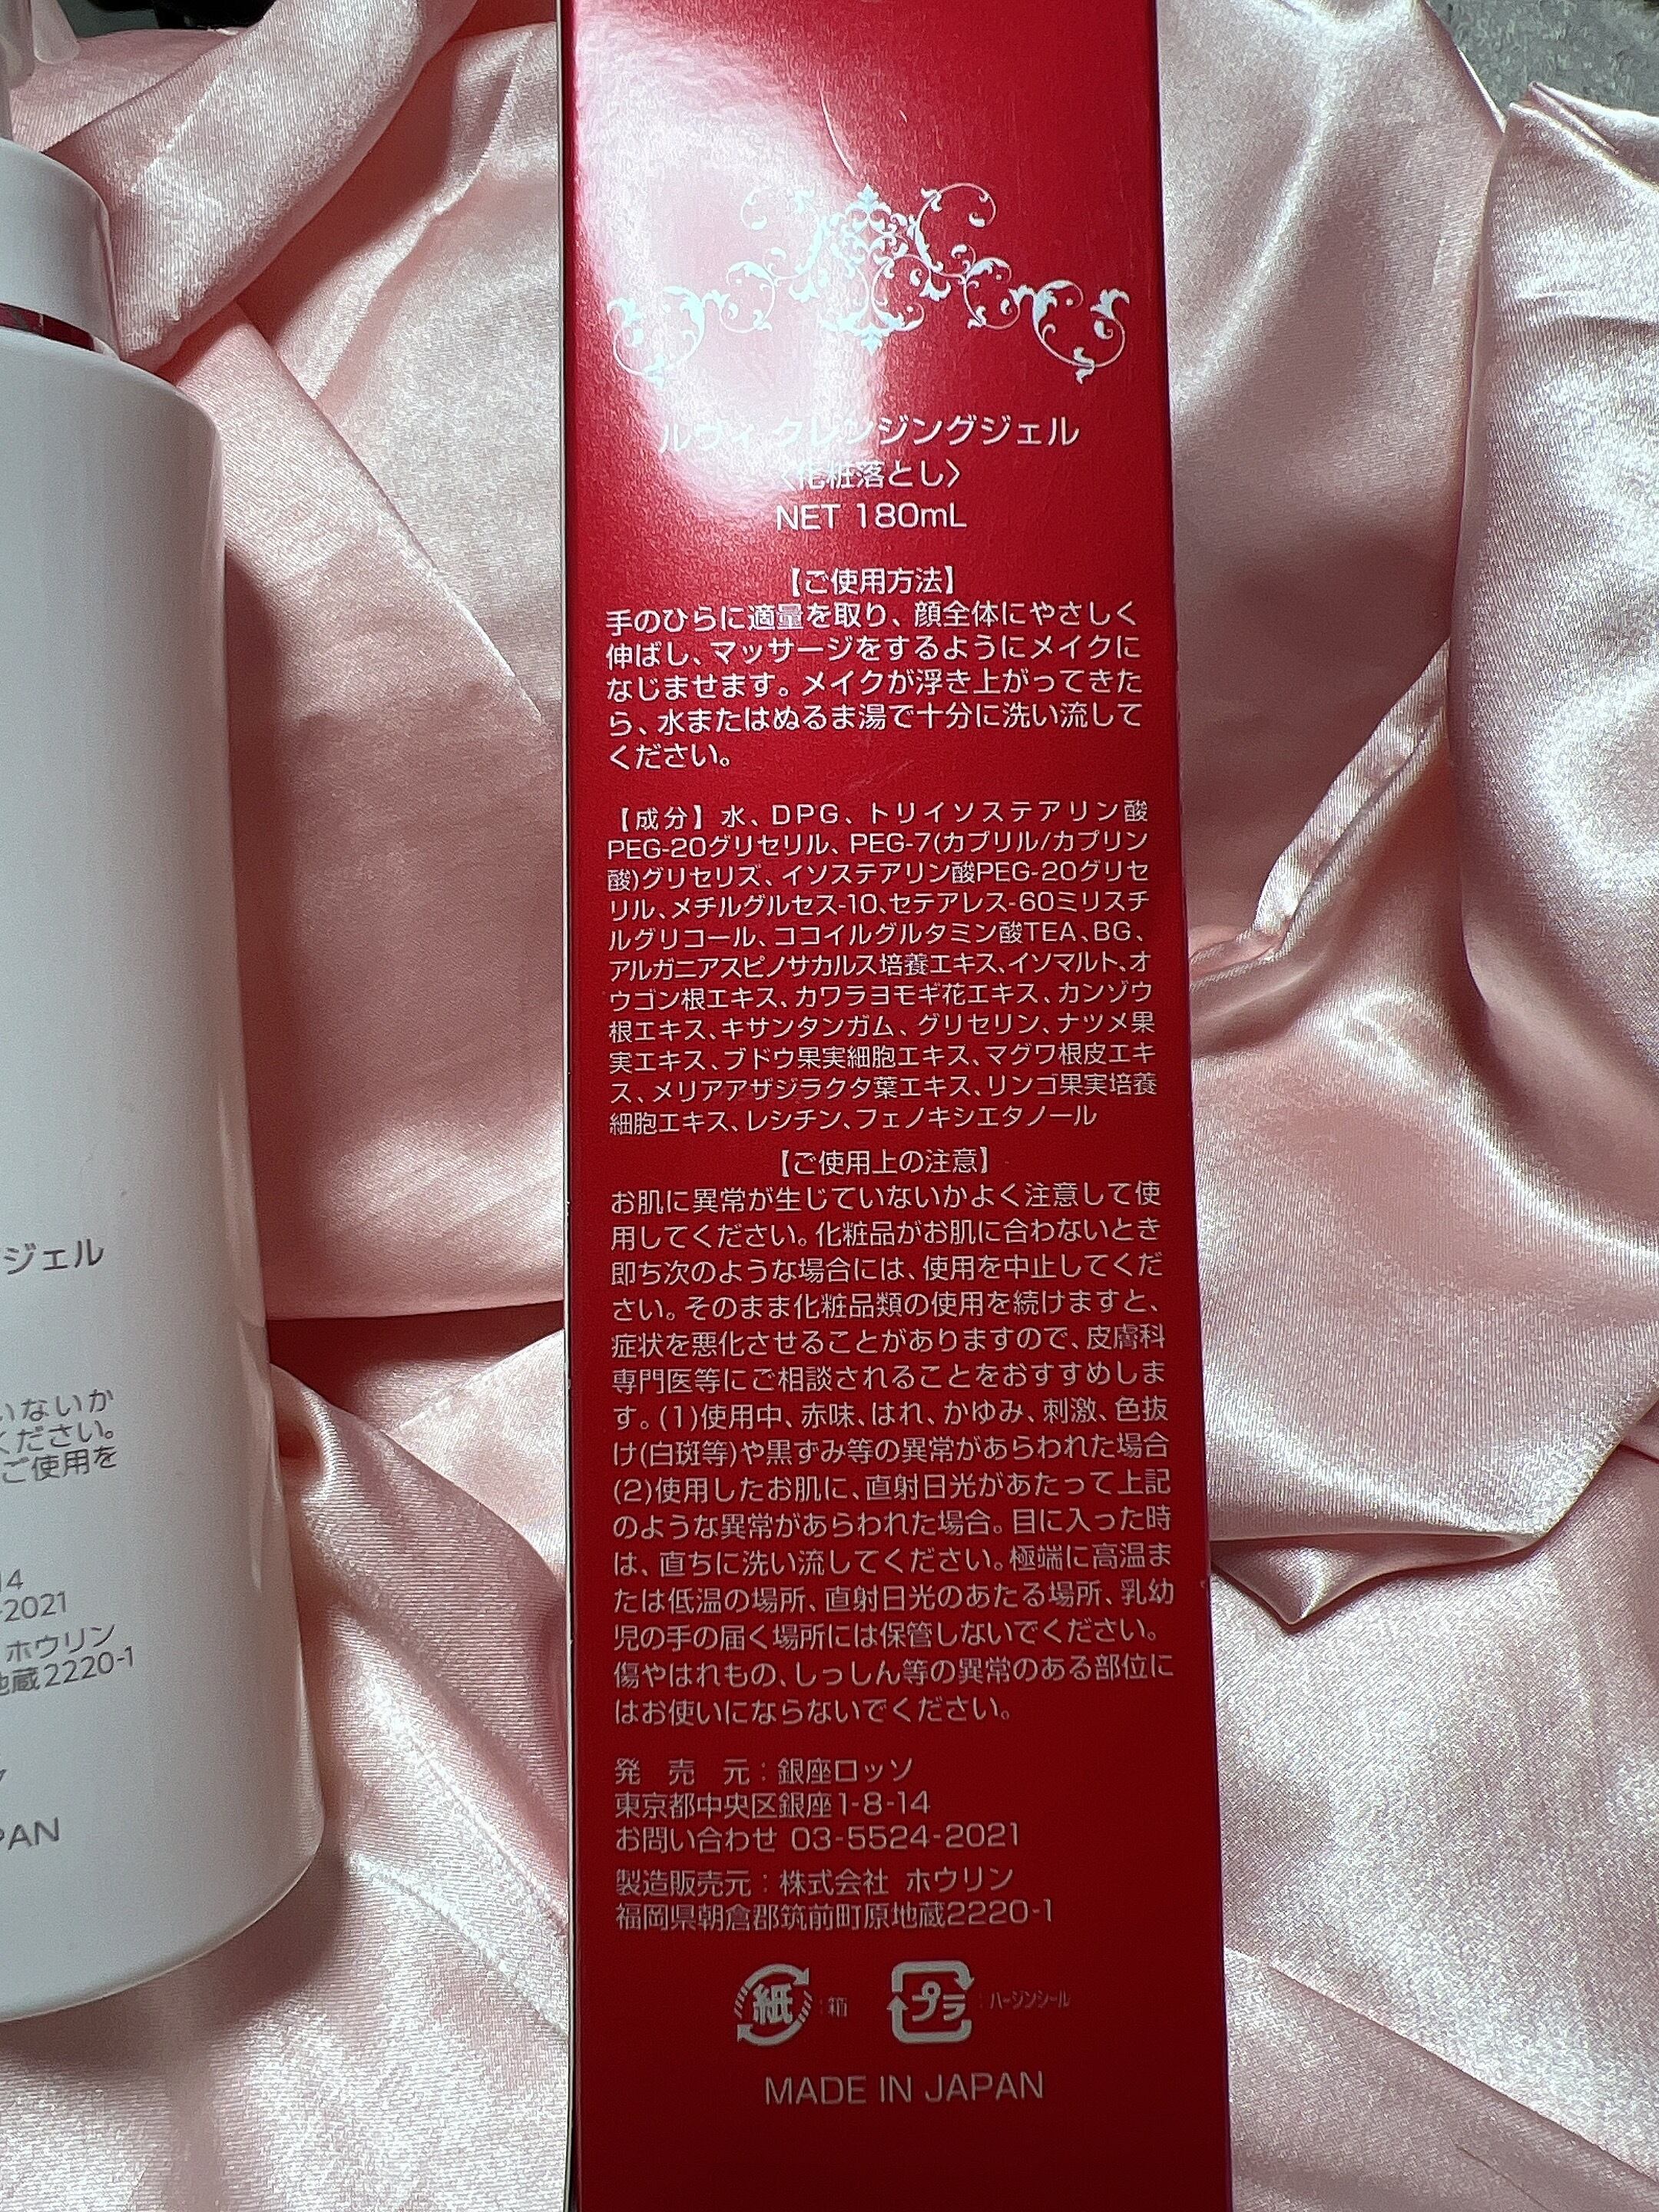 ルヴィ クレンジングジェル
〈化粧落とし〉
NET 180mL
【ご使用方法】
手のひらに適量を取り、顔全体にやさしく
伸ばし、マッサージをするようにメイクに
なじませます。メイクが浮き上がってきた
ら、水またはぬるま湯で十分に洗い流して
ください。
【成分】水、DPG、トリイソステアリン酸
PEG-20グリセリル、PEG-7(カプリル/カプリン
酸)グリセリズ、イソステアリン酸PEG-20グリセ
リル、メチルグルセス-10、セテアレス-60ミリスチ
ルグリコール、ココイルグルタミン酸TEA、BG、
アルガニアスピノサカルス培養エキス、イソマルト、オ
ウゴン根エキス、カワラヨモギ花エキス、カンゾウ
根エキス、キサンタンガム、グリセリン、ナツメ果
実エキス、ブドウ果実細胞エキス、マグワ根皮エキ
ス、メリアアザジラクタ葉エキス、リンゴ果実培養
細胞エキス、レシチン、フェノキシエタノール
【ご使用上の注意】
お肌に異常が生じていないかよく注意して使
用してください。化粧品がお肌に合わないとき
即ち次のような場合には、使用を中止してくだ
さい。そのまま化粧品類の使用を続けますと、
症状を悪化させることがありますので、皮膚科
専門医等にご相談されることをおすすめしま
す。(1)使用中、赤味、はれ、かゆみ、刺激、色抜
け(白斑等)や黒ずみ等の異常があらわれた場合
(2)使用したお肌に、直射日光があたって上記
のような異常があらわれた場合。目に入った時
は、直ちに洗い流してください。極端に高温ま
たは低温の場所、直射日光のあたる場所、乳幼
児の手の届く場所には保管しないでください。
傷やはれもの、しっしん等の異常のある部位に
はお使いにならないでください。
発 売 元：銀座ロッソ
東京都中央区銀座1-8-14
お問い合わせ 03-5524-2021
製造販売元：株式会社 ホウリン
福岡県朝倉郡筑前町原地蔵2220-1
紙：箱
プラ：バージンシール
MADE IN JAPAN
ジェル
いないか
ください。
ご使用を
14
-2021
ホウリン
地蔵2220-1
PAN